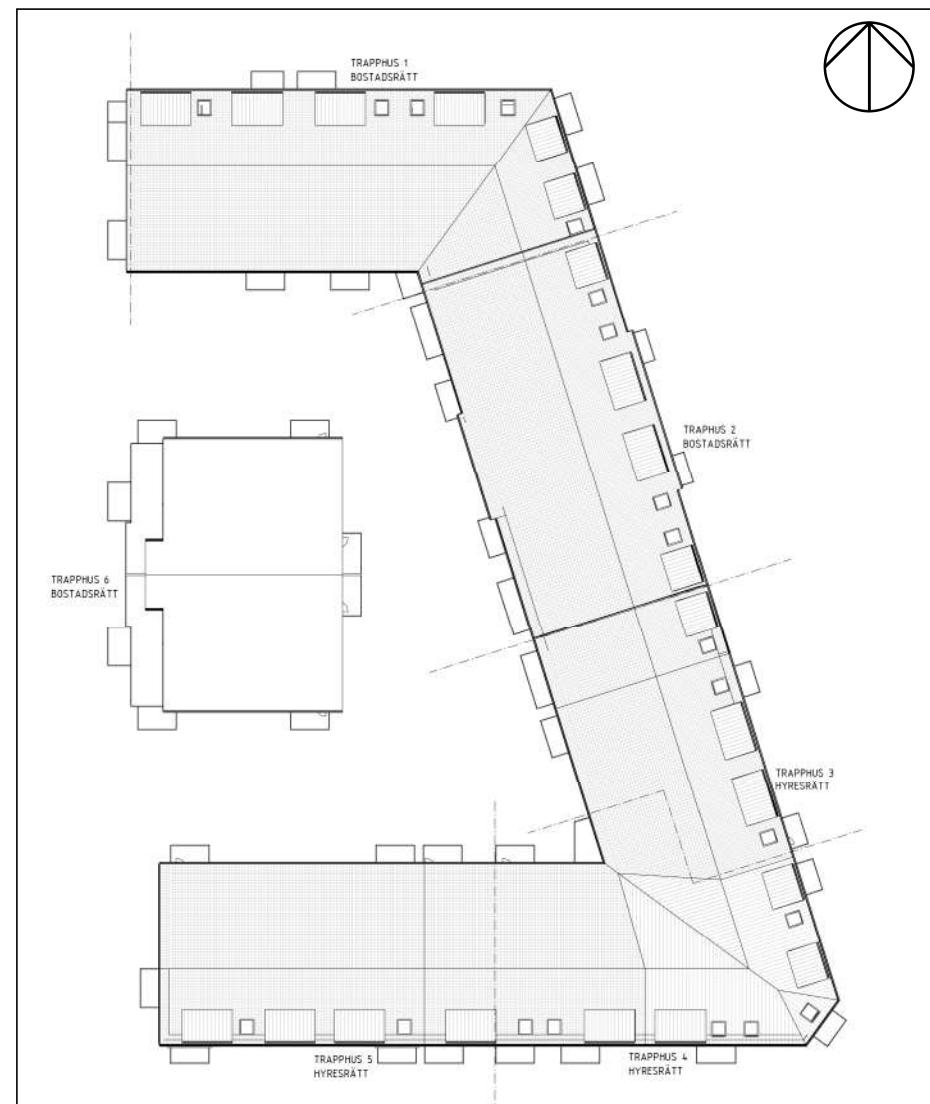 TRAPPHUS 1
BOSTADSRÄTT
TRAPHUS 2
BOSTADSRÄTT
TRAPPHUS 6
BOSTADSRÄTT
TRAPPHUS 3
HYRESRÄTT
TRAPPHUS 5
HYRESRÄTT
TRAPPHUS 4
HYRESRÄTT